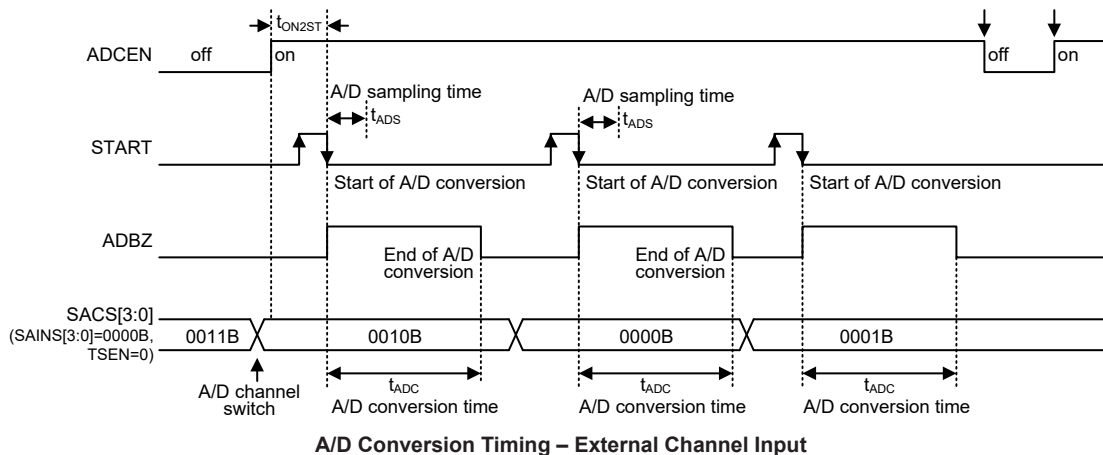 tON2ST
ADCEN
off
on
off
on
A/D sampling time
tADS
A/D sampling time
tADS
START
Start of A/D conversion
Start of A/D conversion
Start of A/D conversion
ADBZ
End of A/D
conversion
End of A/D
conversion
SACS[3:0]
(SAINS[3:0]=0000B,
TSEN=0)
0011B
0010B
0000B
0001B
A/D channel
switch
tADC
A/D conversion time
tADC
A/D conversion time
tADC
A/D conversion time
A/D Conversion Timing – External Channel Input